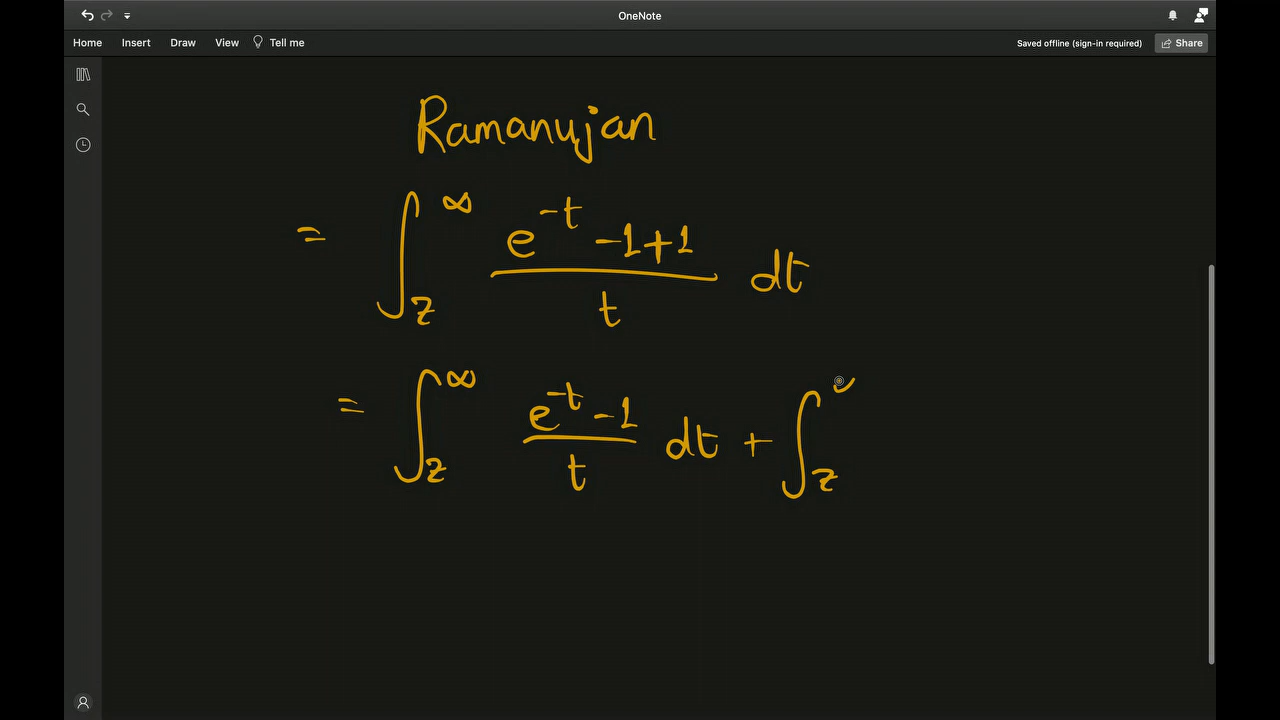 OneNote
Home Insert Draw View Tell me Saved offline (sign-in required) Share
Ramanujan
= ∫_z^∞ (e^{-t} -1+1)/t dt
= ∫_z^∞ (e^{-t} -1)/t dt + ∫_z